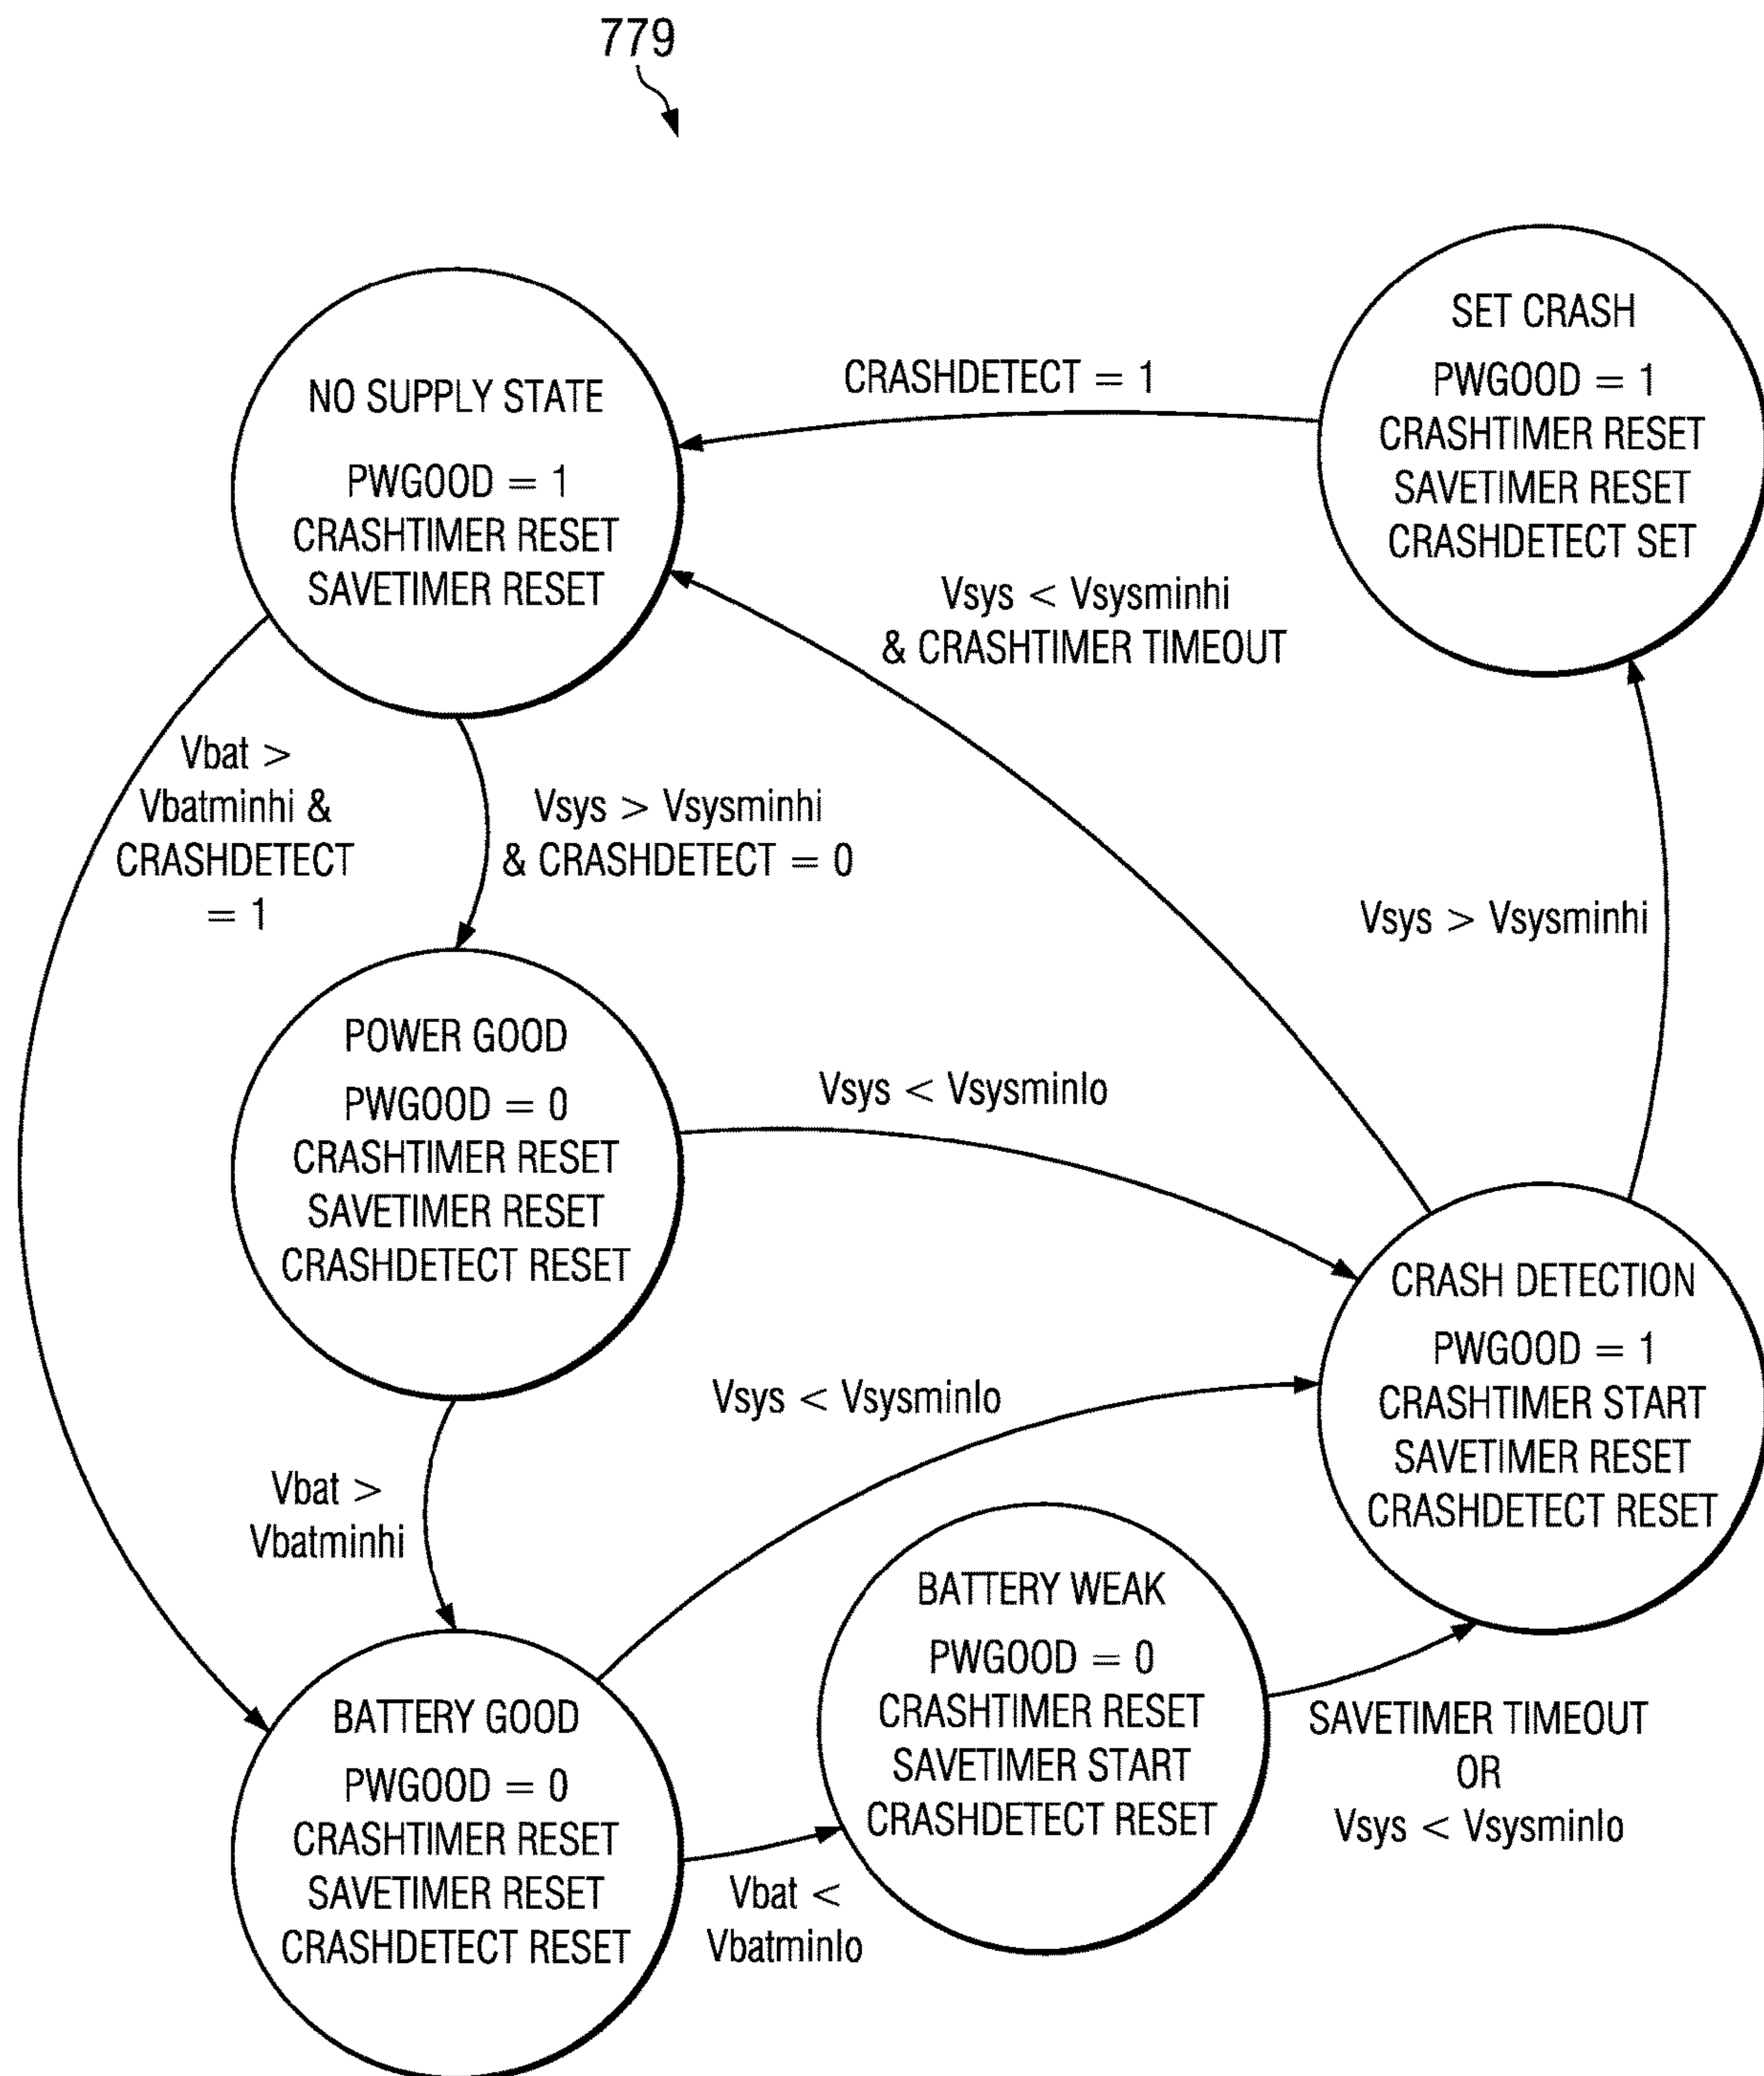 779
SET CRASH
PWGOOD = 1
CRASHTIMER RESET
SAVETIMER RESET
CRASHDETECT SET
CRASHDETECT = 1
NO SUPPLY STATE
PWGOOD = 1
CRASHTIMER RESET
SAVETIMER RESET
Vsys < Vsysminhi
& CRASHTIMER TIMEOUT
Vbat >
Vbatminhi &
CRASHDETECT
= 1
Vsys > Vsysminhi
& CRASHDETECT = 0
Vsys > Vsysminhi
POWER GOOD
PWGOOD = 0
CRASHTIMER RESET
SAVETIMER RESET
CRASHDETECT RESET
Vsys < Vsysminlo
CRASH DETECTION
PWGOOD = 1
CRASHTIMER START
SAVETIMER RESET
CRASHDETECT RESET
Vsys < Vsysminlo
Vbat >
Vbatminhi
BATTERY WEAK
PWGOOD = 0
CRASHTIMER RESET
SAVETIMER START
CRASHDETECT RESET
SAVETIMER TIMEOUT
OR
Vsys < Vsysminlo
BATTERY GOOD
PWGOOD = 0
CRASHTIMER RESET
SAVETIMER RESET
CRASHDETECT RESET
Vbat <
Vbatminlo